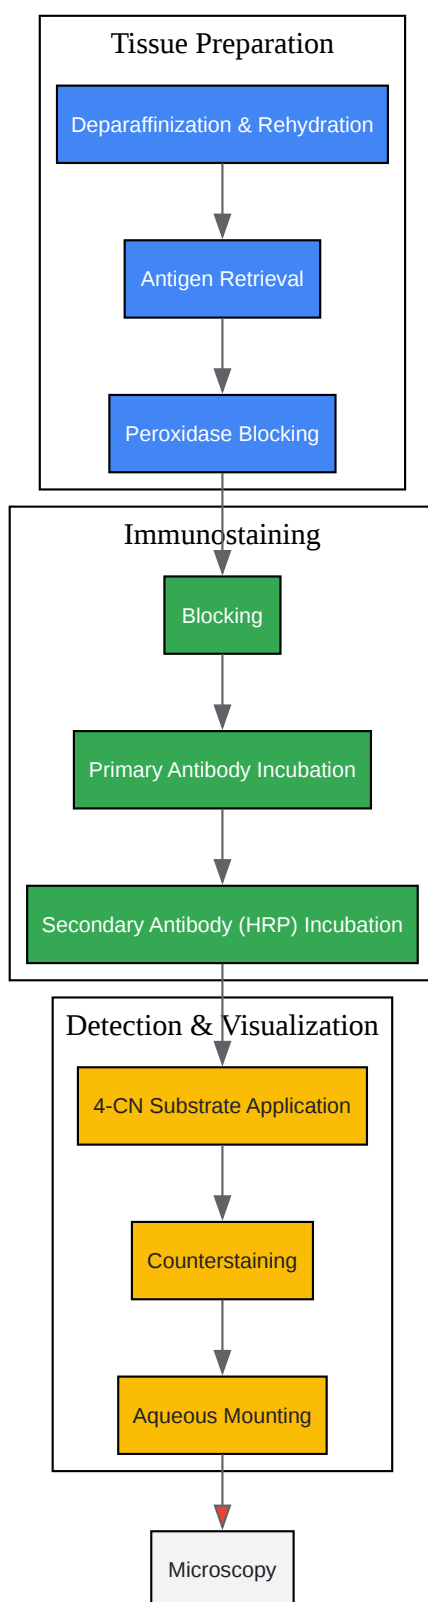 Tissue Preparation
Deparaffinization & Rehydration
Antigen Retrieval
Peroxidase Blocking
Immunostaining
Blocking
Primary Antibody Incubation
Secondary Antibody (HRP) Incubation
Detection & Visualization
4-CN Substrate Application
Counterstaining
Aqueous Mounting
Microscopy